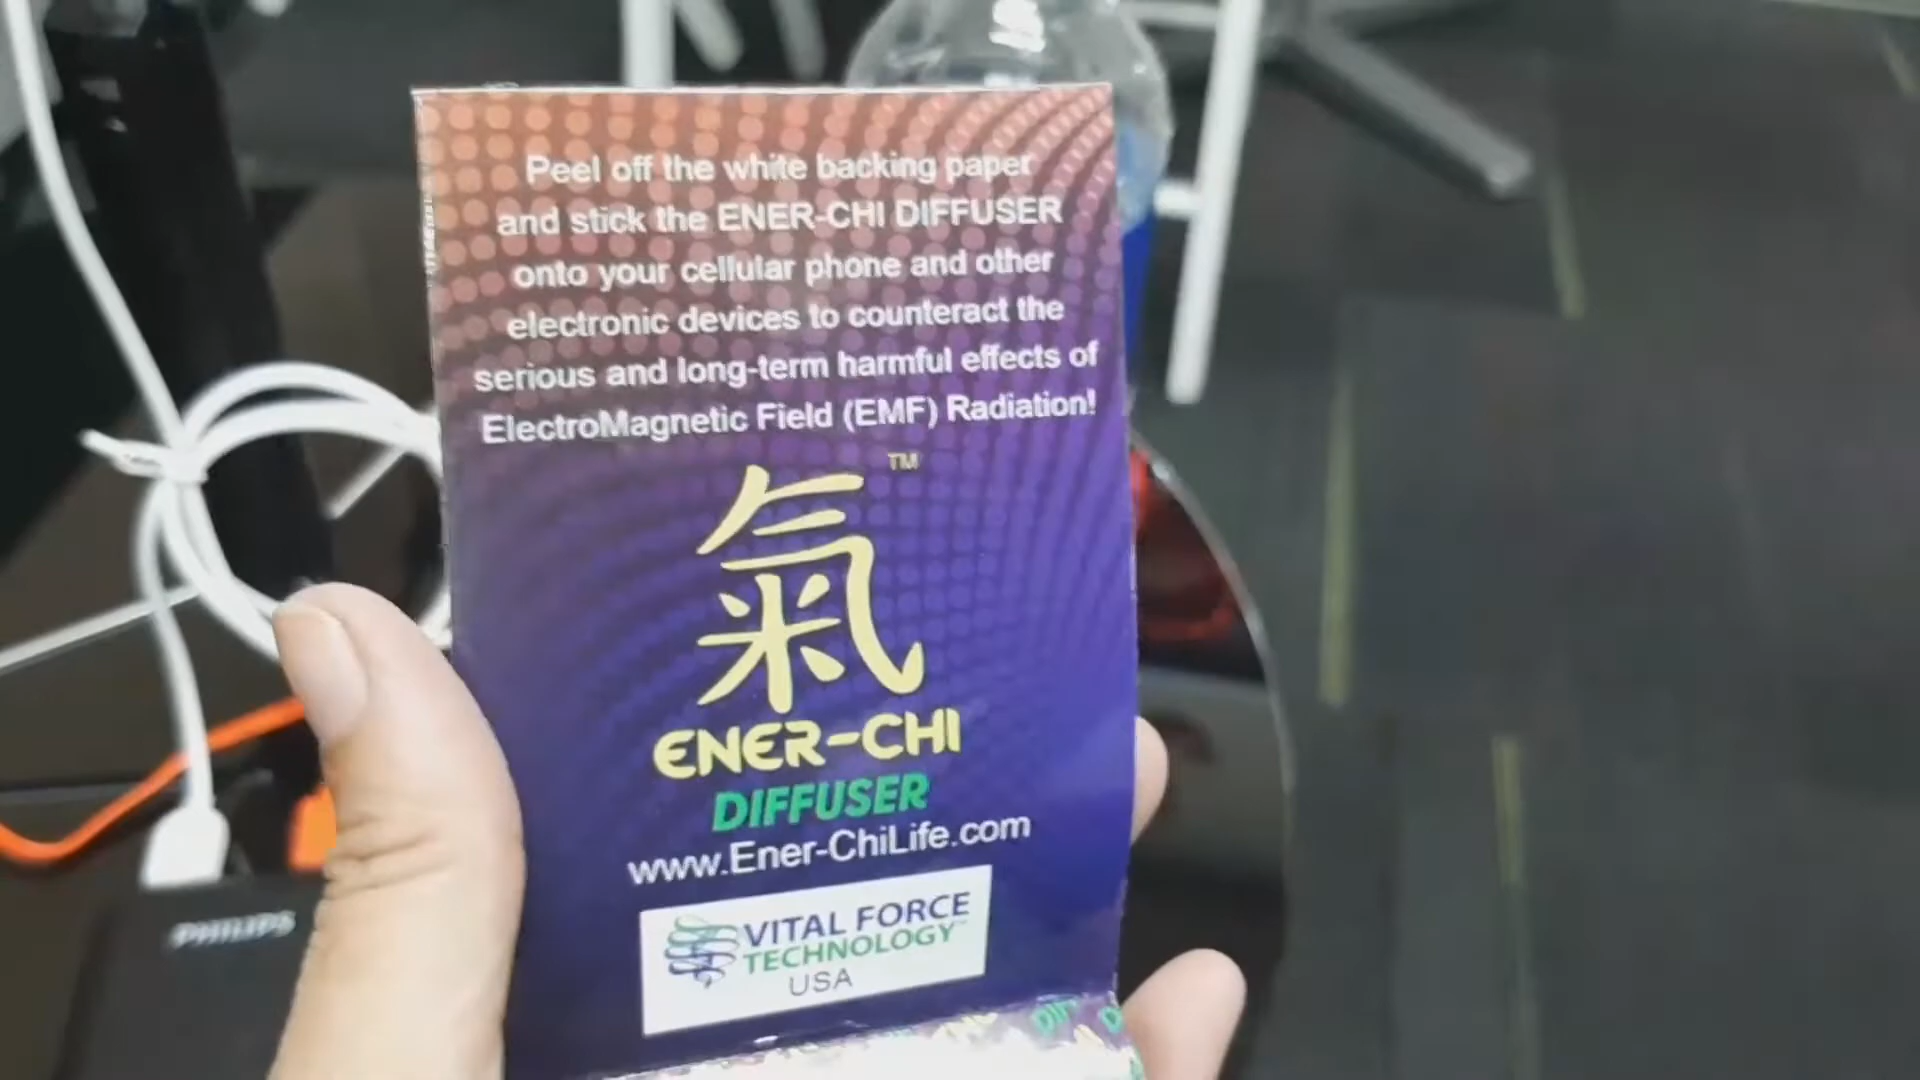 Peel off the white backing paper
and stick the ENER-CHI DIFFUSER
onto your cellular phone and other
electronic devices to counteract the
serious and long-term harmful effects of
ElectroMagnetic Field (EMF) Radiation!
TM
氣
ENER-CHI
DIFFUSER
www.Ener-ChiLife.com
VITAL FORCE
TECHNOLOGY™
USA
PHILIPS